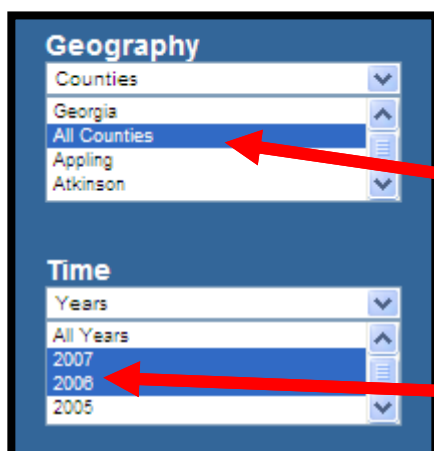 Geography
Counties
Georgia
All Counties
Appling
Atkinson
Time
Years
All Years
2007
2006
2005